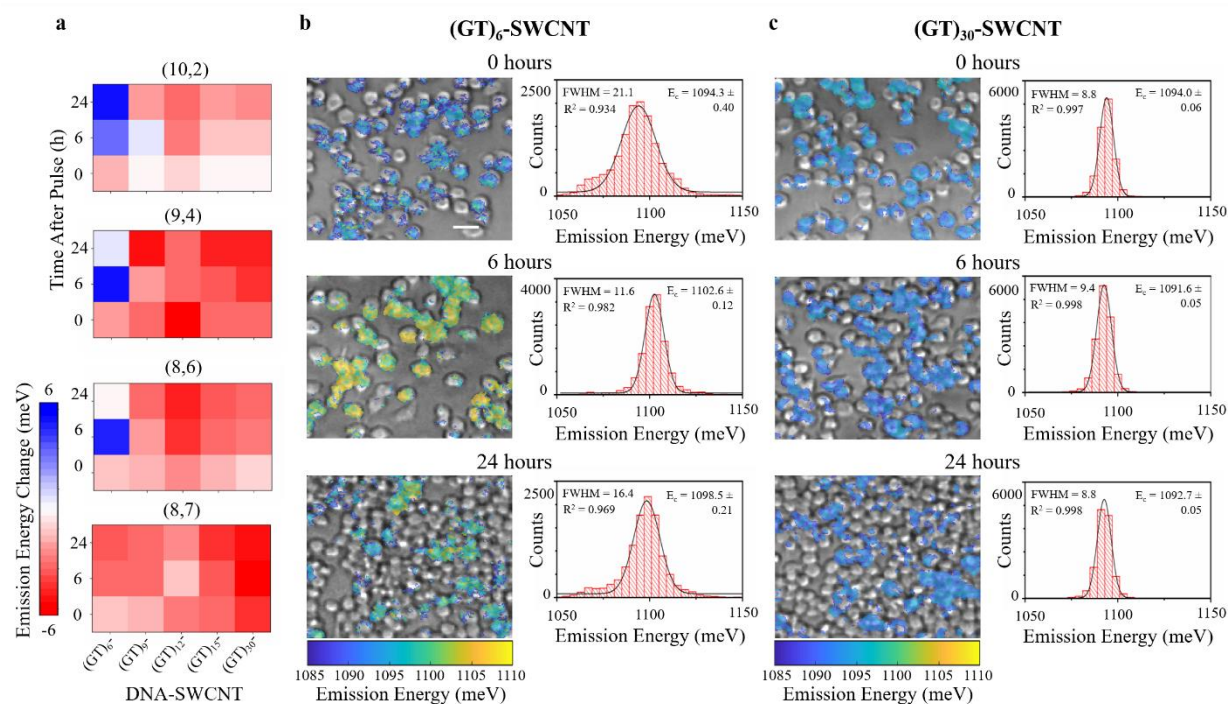 a
(10,2)
24
6
0
(9,4)
24
6
0
(8,6)
24
6
0
(8,7)
24
6
0
Time After Pulse (h)
Emission Energy Change (meV)
6
6
0
-6
(GT)₆-
(GT)₉-
(GT)₁₂-
(GT)₁₅-
(GT)₃₀-
DNA-SWCNT
b
(GT)₆-SWCNT
0 hours
2500
0
Counts
FWHM = 21.1
R² = 0.934
E_c = 1094.3 ±
0.40
1050 1100 1150
Emission Energy (meV)
6 hours
4000
0
Counts
FWHM = 11.6
R² = 0.982
E_c = 1102.6 ±
0.12
1050 1100 1150
Emission Energy (meV)
24 hours
2500
0
Counts
FWHM = 16.4
R² = 0.969
E_c = 1098.5 ±
0.21
1050 1100 1150
Emission Energy (meV)
1085 1090 1095 1100 1105 1110
Emission Energy (meV)
c
(GT)₃₀-SWCNT
0 hours
6000
0
Counts
FWHM = 8.8
R² = 0.997
E_c = 1094.0 ±
0.06
1050 1100 1150
Emission Energy (meV)
6 hours
6000
0
Counts
FWHM = 9.4
R² = 0.998
E_c = 1091.6 ±
0.05
1050 1100 1150
Emission Energy (meV)
24 hours
6000
0
Counts
FWHM = 8.8
R² = 0.998
E_c = 1092.7 ±
0.05
1050 1100 1150
Emission Energy (meV)
1085 1090 1095 1100 1105 1110
Emission Energy (meV)